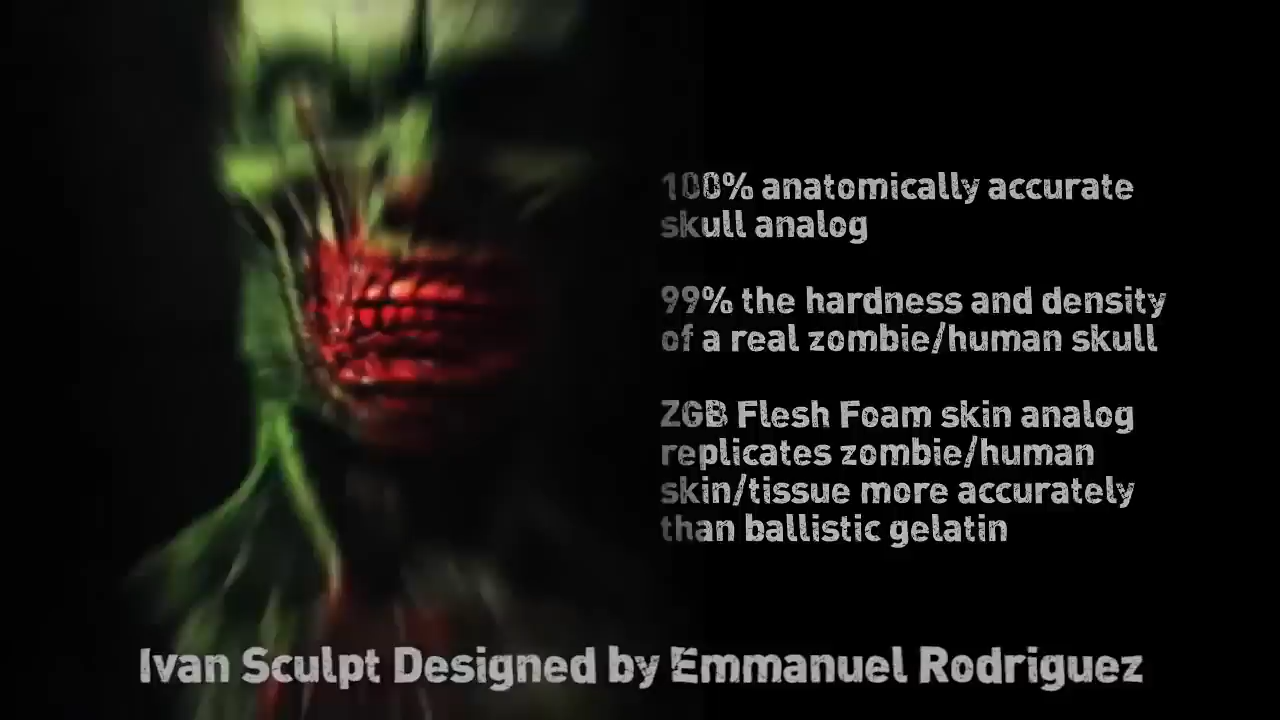 100% anatomically accurate
skull analog
99% the hardness and density
of a real zombie/human skull
ZGB Flesh Foam skin analog
replicates zombie/human
skin/tissue more accurately
than ballistic gelatin
Ivan Sculpt Designed by Emmanuel Rodriguez